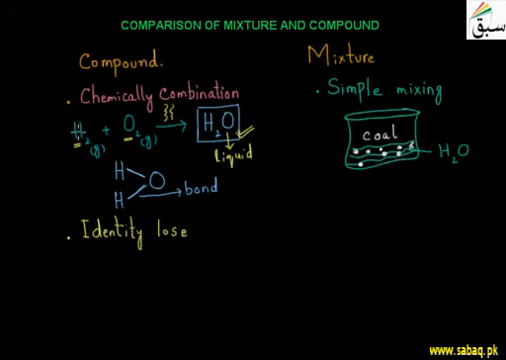 COMPARISON OF MIXTURE AND COMPOUND
سبق
Compound.
. Chemically Combination
H2(g) + O2(g) → H2O
liquid
H
O
H
bond
. Identity lose
Mixture
. Simple mixing
coal
H2O
www.sabaq.pk